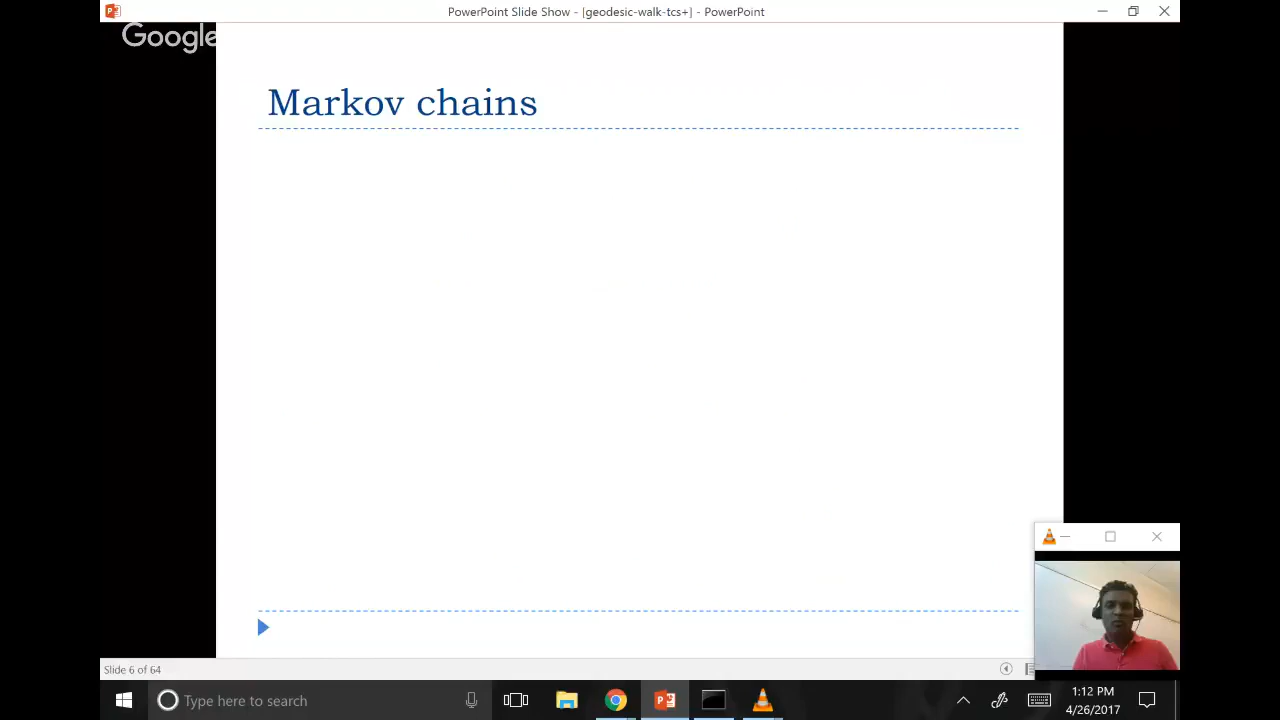 PowerPoint Slide Show - [geodesic-walk-tcs+] - PowerPoint
Google
Markov chains
Slide 6 of 64
Type here to search
1:12 PM
4/26/2017